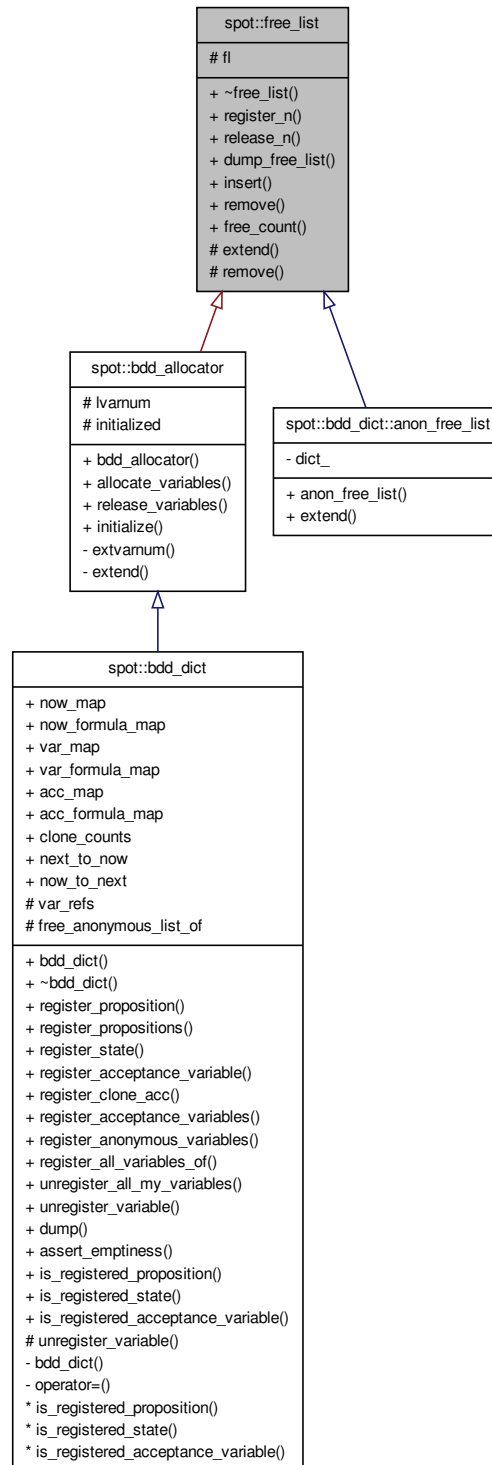 spot::free_list
# fl
+ ~free_list()
+ register_n()
+ release_n()
+ dump_free_list()
+ insert()
+ remove()
+ free_count()
# extend()
# remove()
spot::bdd_allocator
# lvarnum
# initialized
+ bdd_allocator()
+ allocate_variables()
+ release_variables()
+ initialize()
- extvarnum()
- extend()
spot::bdd_dict::anon_free_list
- dict_
+ anon_free_list()
+ extend()
spot::bdd_dict
+ now_map
+ now_formula_map
+ var_map
+ var_formula_map
+ acc_map
+ acc_formula_map
+ clone_counts
+ next_to_now
+ now_to_next
# var_refs
# free_anonymous_list_of
+ bdd_dict()
+ ~bdd_dict()
+ register_proposition()
+ register_propositions()
+ register_state()
+ register_acceptance_variable()
+ register_clone_acc()
+ register_acceptance_variables()
+ register_anonymous_variables()
+ register_all_variables_of()
+ unregister_all_my_variables()
+ unregister_variable()
+ dump()
+ assert_emptiness()
+ is_registered_proposition()
+ is_registered_state()
+ is_registered_acceptance_variable()
# unregister_variable()
- bdd_dict()
- operator=()
* is_registered_proposition()
* is_registered_state()
* is_registered_acceptance_variable()